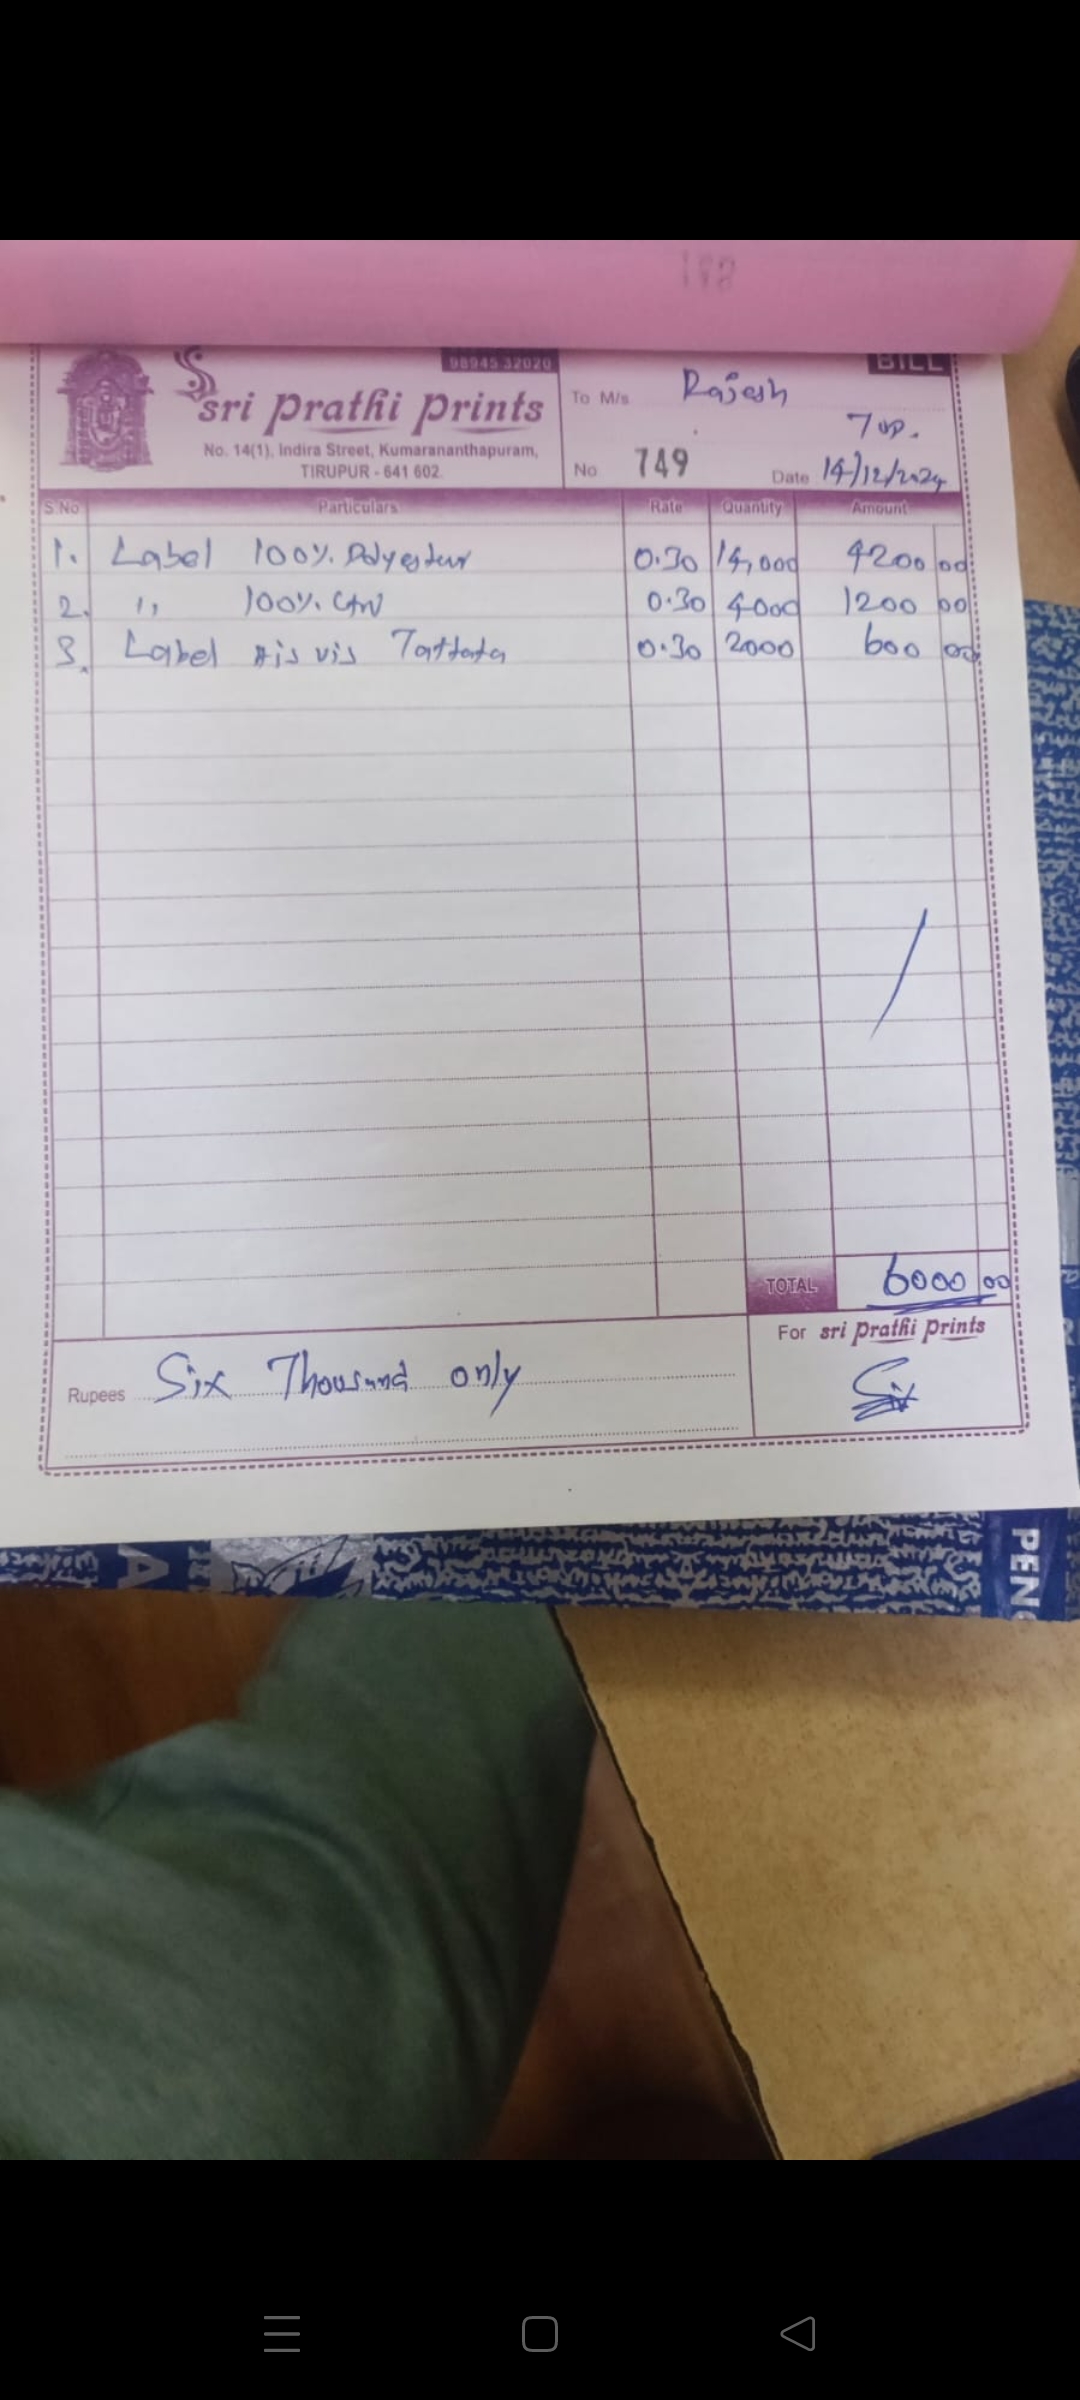 98945 32020
BILL
sri prathi prints
No. 14(1), Indira Street, Kumarananthapuram,
TIRUPUR - 641 602.
To M/s Rajesh
TUP.
No 749
Date 14/12/2024
S.No Particulars Rate Quantity Amount
1. Label 100% Polyester 0.30 14,000 4200 00
2. 11 100% 0.30 4000 1200 00
3. Label vis 0.30 2000 600 00
TOTAL 6000 00
Rupees Six Thousand only
For sri prathi prints
PEN